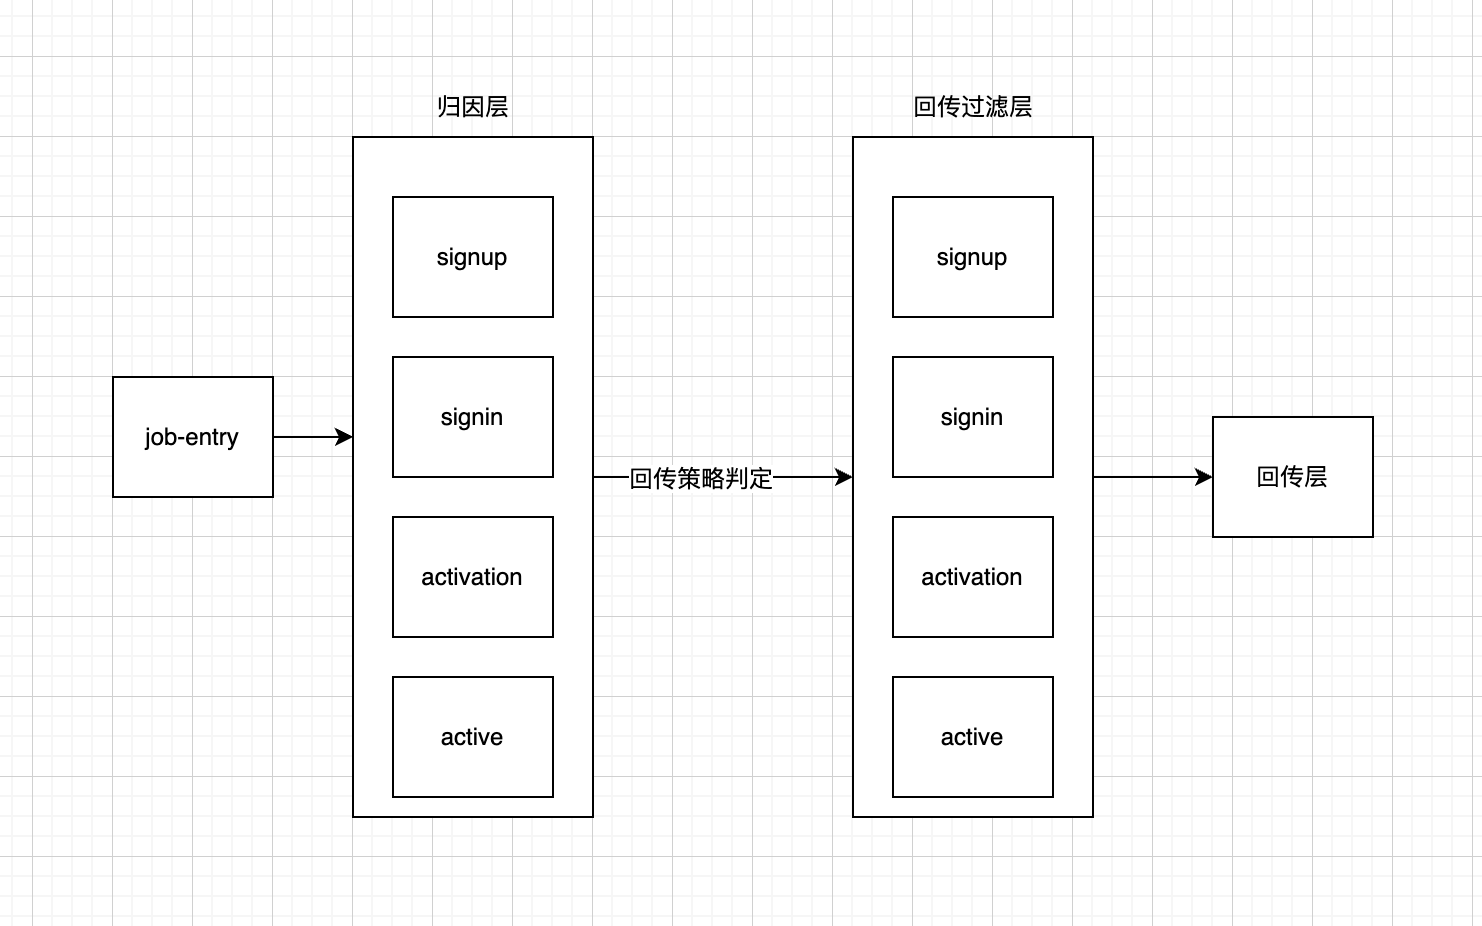 归因层
回传过滤层
signup
signup
signin
signin
job-entry
回传策略判定
回传层
activation
activation
active
active